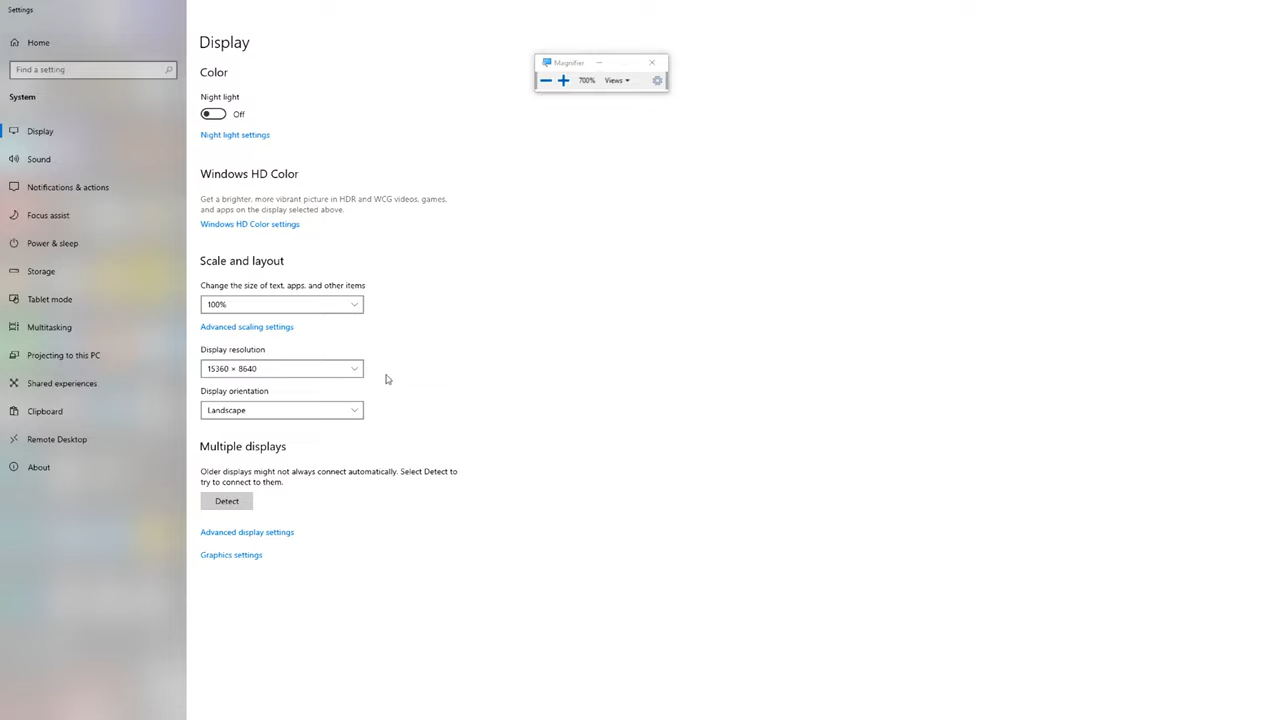 Settings
Home
Find a setting
System
Display
Sound
Notifications & actions
Focus assist
Power & sleep
Storage
Tablet mode
Multitasking
Projecting to this PC
Shared experiences
Clipboard
Remote Desktop
About
Display
Color
Night light
Off
Night light settings
Windows HD Color
Get a brighter, more vibrant picture in HDR and WCG videos, games,
and apps on the display selected above.
Windows HD Color settings
Scale and layout
Change the size of text, apps, and other items
100%
Advanced scaling settings
Display resolution
15360 × 8640
Display orientation
Landscape
Multiple displays
Older displays might not always connect automatically. Select Detect to
try to connect to them.
Detect
Advanced display settings
Graphics settings
Magnifier
700% Views